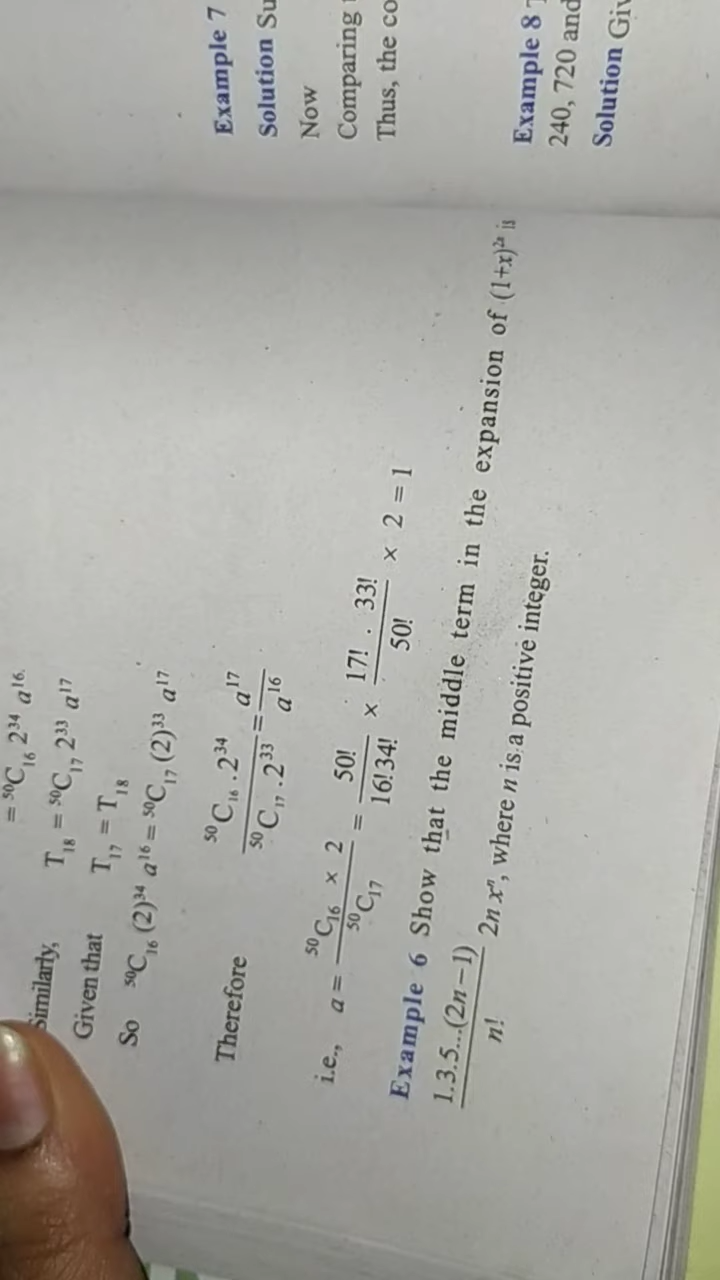 = ⁵⁰C₁₆ 2³⁴ a¹⁶.
Similarly, T₁₈ = ⁵⁰C₁₇ 2³³ a¹⁷
Given that T₁₇ = T₁₈
So ⁵⁰C₁₆ (2)³⁴ a¹⁶ = ⁵⁰C₁₇ (2)³³ a¹⁷
Therefore ⁵⁰C₁₆ . 2³⁴ / ⁵⁰C₁₇ . 2³³ = a¹⁷ / a¹⁶
i.e., a = ⁵⁰C₁₆ × 2 / ⁵⁰C₁₇ = 50! / 16!34! × 17! . 33! / 50! × 2 = 1
Example 6 Show that the middle term in the expansion of (1+x)²ⁿ is
1.3.5...(2n−1) / n! 2n xⁿ, where n is a positive integer.
Example 7
Solution
Now
Comparing
Thus, the
Example 8
240, 720 and
Solution